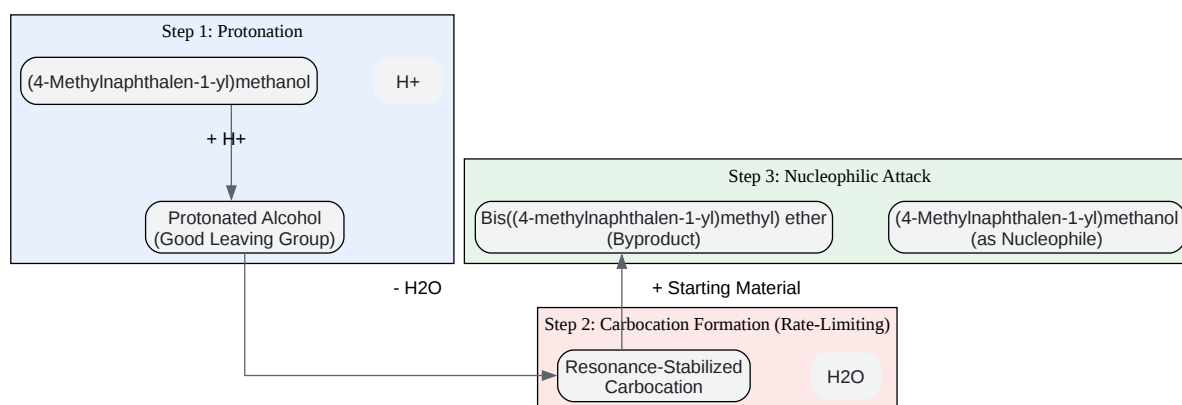 Step 1: Protonation
(4-Methylnaphthalen-1-yl)methanol
H+
+ H+
Protonated Alcohol
(Good Leaving Group)
- H2O
Step 3: Nucleophilic Attack
Bis((4-methylnaphthalen-1-yl)methyl) ether
(Byproduct)
(4-Methylnaphthalen-1-yl)methanol
(as Nucleophile)
+ Starting Material
Step 2: Carbocation Formation (Rate-Limiting)
Resonance-Stabilized
Carbocation
H2O